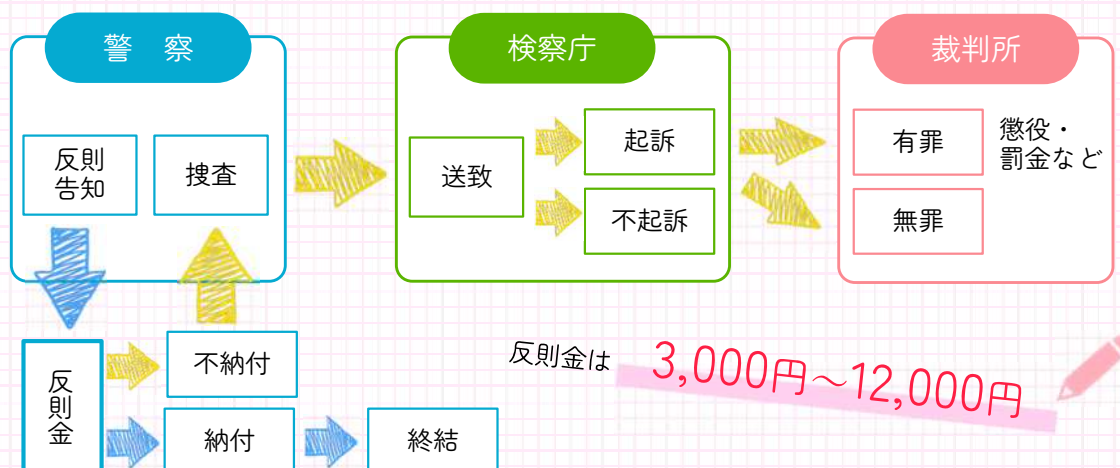 警 察
検察庁
裁判所
反則
告知
捜査
送致
起訴
不起訴
有罪
無罪
懲役・
罰金など
反則金
不納付
納付
終結
反則金は 3,000円～12,000円